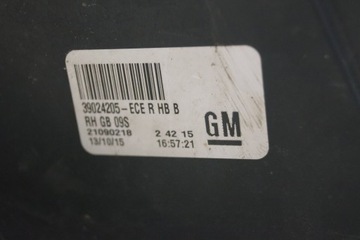 39024205-ECE R HB B
RH GB 09S
21090218 2 42 15
13/10/15 16:57:21
GM